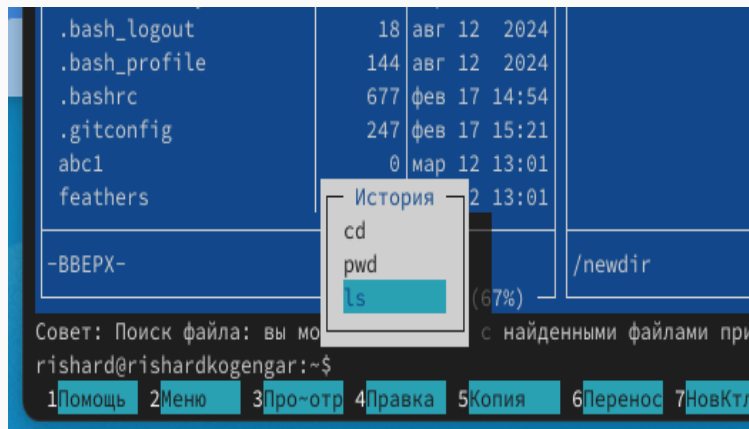 .bash_logout 18 авг 12 2024
.bash_profile 144 авг 12 2024
.bashrc 677 фев 17 14:54
.gitconfig 247 фев 17 15:21
abc1 0 мар 12 13:01
feathers 2 13:01
История
cd
pwd
ls
-ВВЕРХ- /newdir
(67%)
Совет: Поиск файла: вы мо с найденными файлами при
rishard@rishardkogengar:~$
1Помощь 2Меню 3Про~отр 4Правка 5Копия 6Перенос 7НовКтл